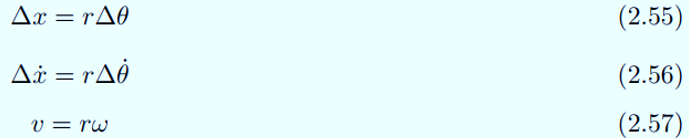 Δx = rΔθ (2.55)
Δẋ = rΔθ̇ (2.56)
v = rω (2.57)